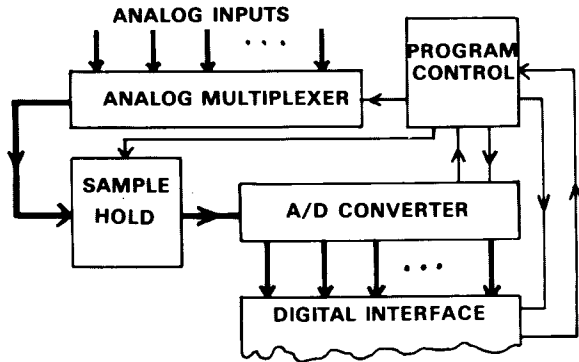 ANALOG INPUTS
PROGRAM
CONTROL
ANALOG MULTIPLEXER
SAMPLE
HOLD
A/D CONVERTER
DIGITAL INTERFACE